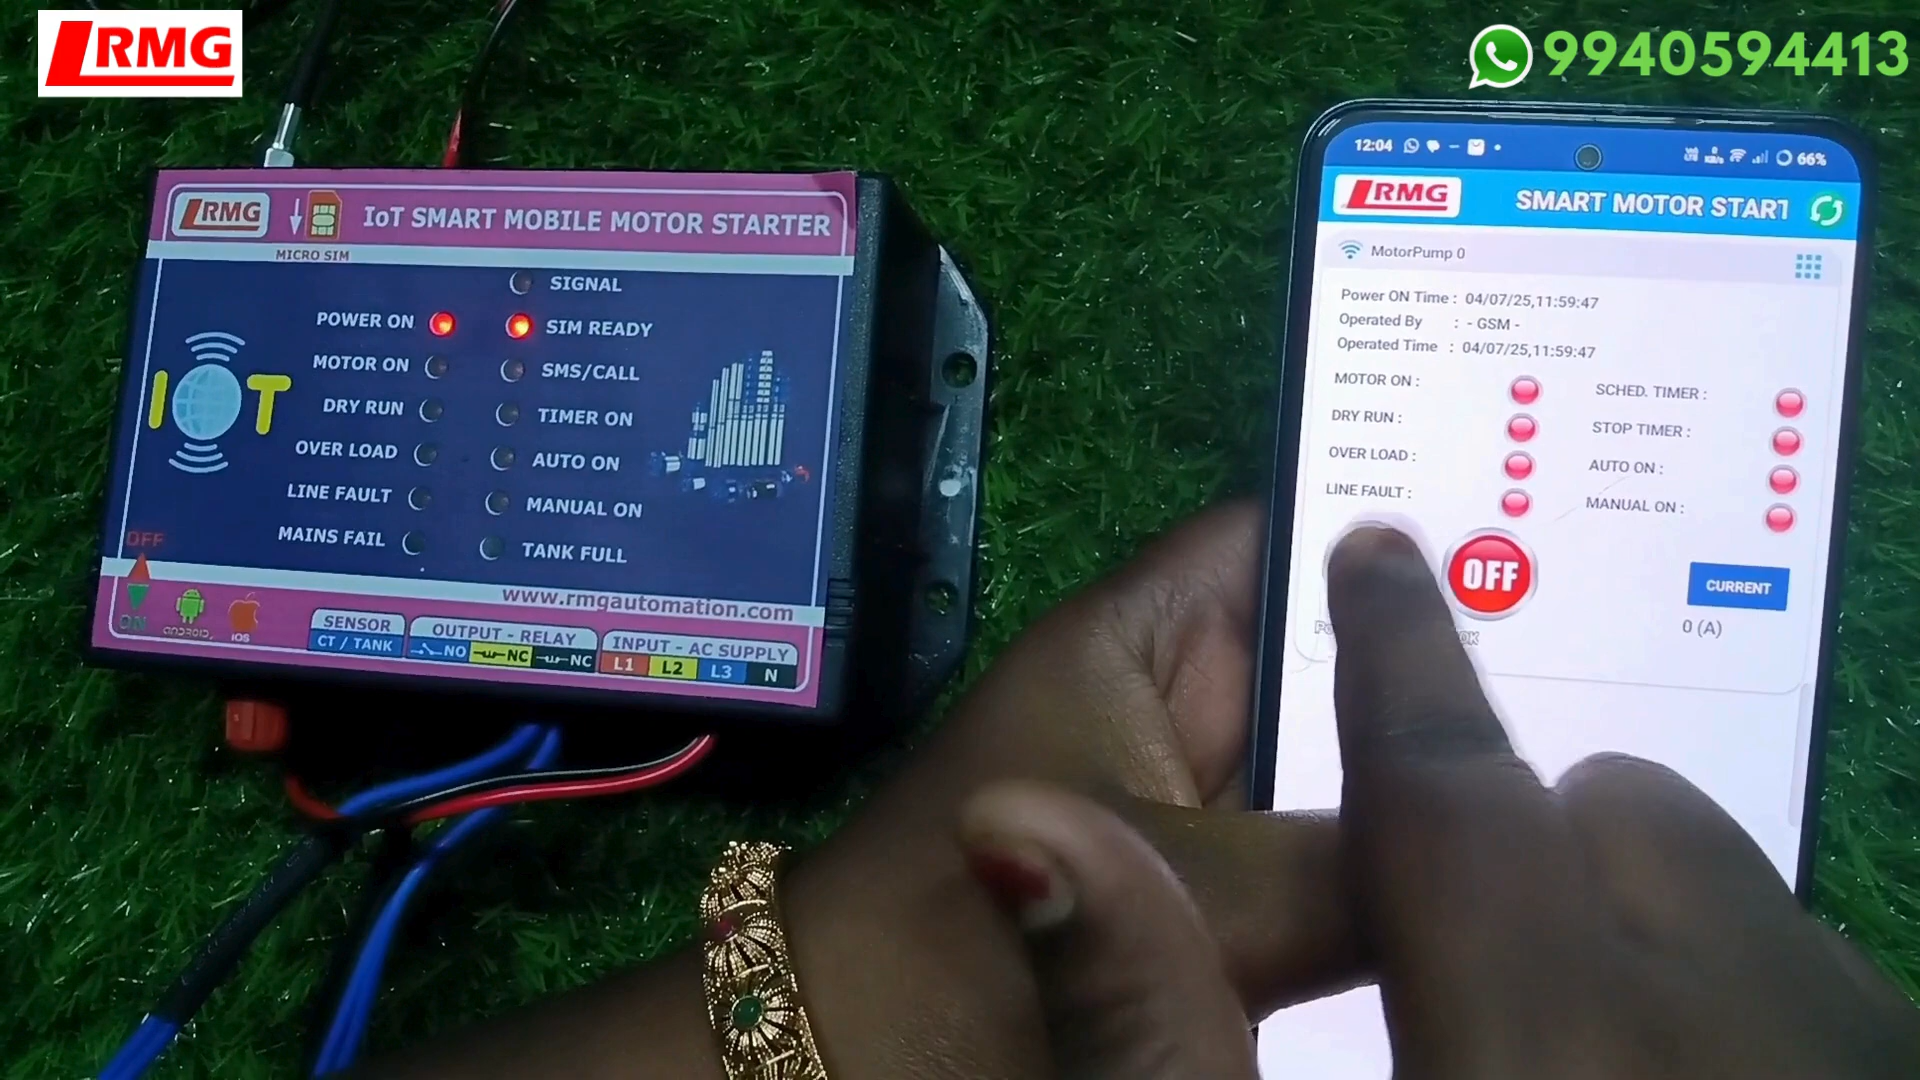 RMG
9940594413
RMG
IoT SMART MOBILE MOTOR STARTER
MICRO SIM
SIGNAL
POWER ON
SIM READY
MOTOR ON
SMS/CALL
DRY RUN
TIMER ON
OVER LOAD
AUTO ON
LINE FAULT
MANUAL ON
MAINS FAIL
TANK FULL
IOT
OFF
ON
ANDROID
iOS
www.rmgautomation.com
SENSOR
CT / TANK
OUTPUT - RELAY
NO NC NC
INPUT - AC SUPPLY
L1 L2 L3 N
12:04
66%
RMG
SMART MOTOR START
MotorPump 0
Power ON Time : 04/07/25,11:59:47
Operated By : - GSM -
Operated Time : 04/07/25,11:59:47
MOTOR ON :
SCHED. TIMER :
DRY RUN :
STOP TIMER :
OVER LOAD :
AUTO ON :
LINE FAULT :
MANUAL ON :
OFF
CURRENT
0 (A)